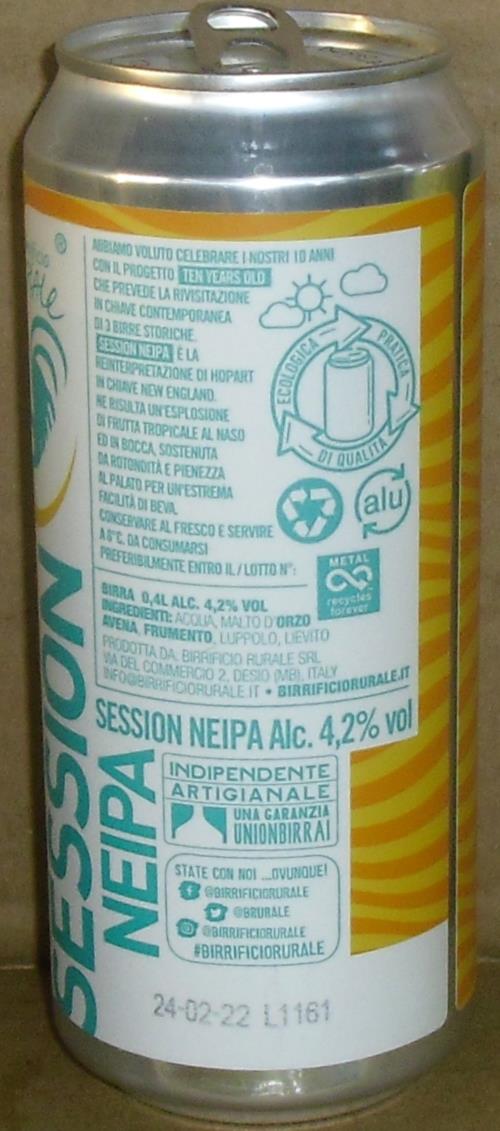 ABBIAMO VOLUTO CELEBRARE I NOSTRI 10 ANNI
CON IL PROGETTO TEN YEARS OLD
CHE PREVEDE LA RIVISITAZIONE
IN CHIAVE CONTEMPORANEA
DI 3 BIRRE STORICHE.
SESSION NEIPA È LA
REINTERPRETAZIONE DI HOPART
IN CHIAVE NEW ENGLAND.
NE RISULTA UN'ESPLOSIONE
DI FRUTTA TROPICALE AL NASO
ED IN BOCCA, SOSTENUTA
DA ROTONDITÀ E PIENEZZA
AL PALATO PER UN'ESTREMA
FACILITÀ DI BEVA.
CONSERVARE AL FRESCO E SERVIRE
A 8°C. DA CONSUMARSI
PREFERIBILMENTE ENTRO IL / LOTTO N°:
ECOLOGICA
PRATICA
DI QUALITÀ
alu
METAL
recycles
forever
BIRRA 0,4L ALC. 4,2% VOL
INGREDIENTI: ACQUA, MALTO D'ORZO
AVENA, FRUMENTO, LUPPOLO, LIEVITO
PRODOTTA DA: BIRRIFICIO RURALE SRL
VIA DEL COMMERCIO 2, DESIO (MB), ITALY
INFO@BIRRIFICIORURALE.IT • BIRRIFICIORURALE.IT
SESSION NEIPA Alc. 4,2% vol
SESSION
NEIPA
INDIPENDENTE
ARTIGIANALE
UNA GARANZIA
UNIONBIRRAI
STATE CON NOI ...OVUNQUE!
@BIRRIFICIORURALE
@BRURALE
@BIRRIFICIORURALE
#BIRRIFICIORURALE
24-02-22 L1161